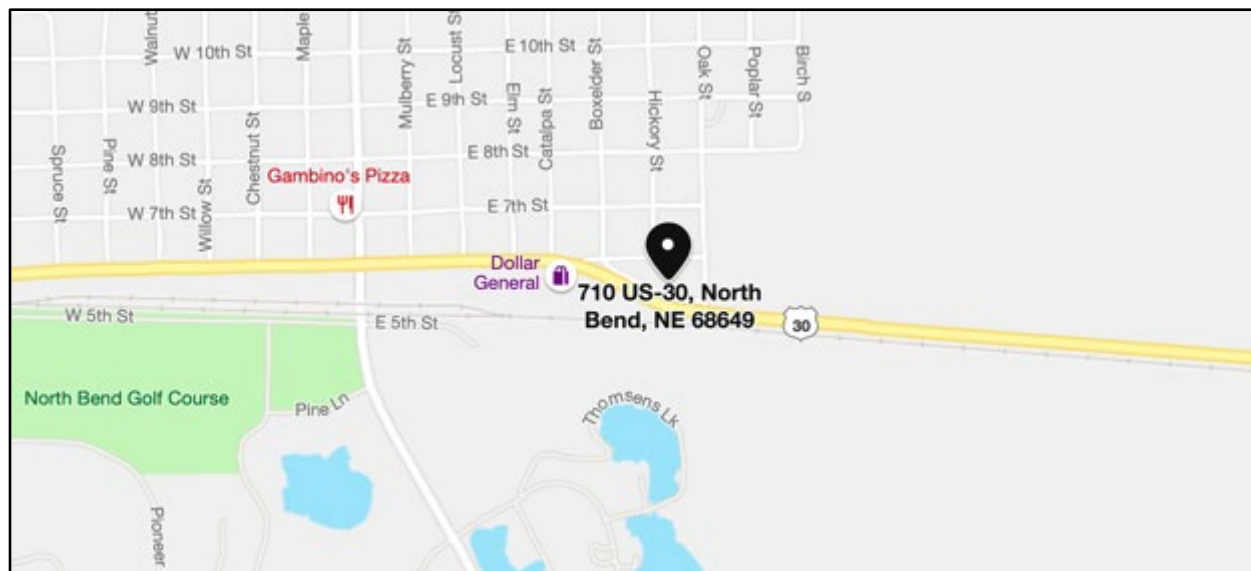 Walnut
W 10th St
Maple
Locust St
E 10th St
Mulberry St
Boxelder St
Oak St
Poplar St
Birch S
W 9th St
E 9th St
Elm St
Catalpa St
Hickory St
Spruce St
Pine St
W 8th St
Chestnut St
E 8th St
Gambino's Pizza
Willow St
W 7th St
E 7th St
Dollar
General
710 US-30, North
Bend, NE 68649
30
W 5th St
E 5th St
North Bend Golf Course
Pine Ln
Thomsens Lk
Pioneer